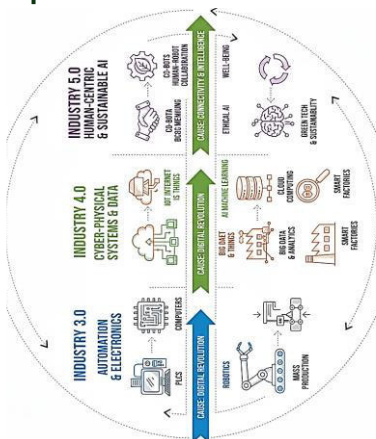 INDUSTRY 3.0
AUTOMATION
& ELECTRONICS
PLCS
COMPUTERS
CAUSE: DIGITAL REVOLUTION
ROBOTICS
MASS
PRODUCTION
INDUSTRY 4.0
CYBER-PHYSICAL
SYSTEMS & DATA
IOT INTERNET
IS THINGS
CAUSE: DIGITAL REVOLUTION
BIG DAET
& THINGS
AI MACHINE LEARNING
BIG DATA
& ANALYTICS
CLOUD
COMPUTING
SMART
FACTORIES
SMART
FACTORIES
INDUSTRY 5.0
HUMAN-CENTRIC
& SUSTAINABLE AI
CO-BOTS
HUMAN-ROBOT
COLLABORATION
CAUSE: CONNECTIVITY & INTELLIGENCE
ETHICAL AI
WELL-BEING
GREEN TECH
& SUSTAINABILITY